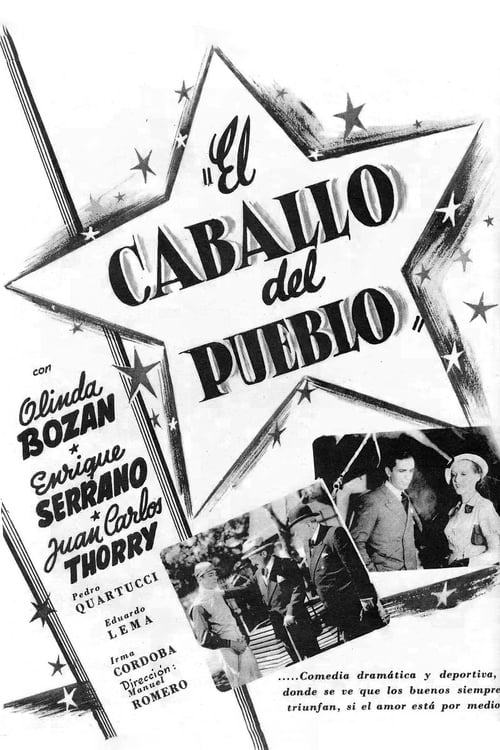 "El
CABALLO
del
PUEBLO"
con
Olinda
BOZAN
Enrique
SERRANO
Juan Carlos
THORRY
Pedro
QUARTUCCI
Eduardo
LEMA
Irma
CORDOBA
Dirección:
Manuel
ROMERO
.....Comedia dramática y deportiva,
donde se ve que los buenos siempre
triunfan, si el amor está por medio